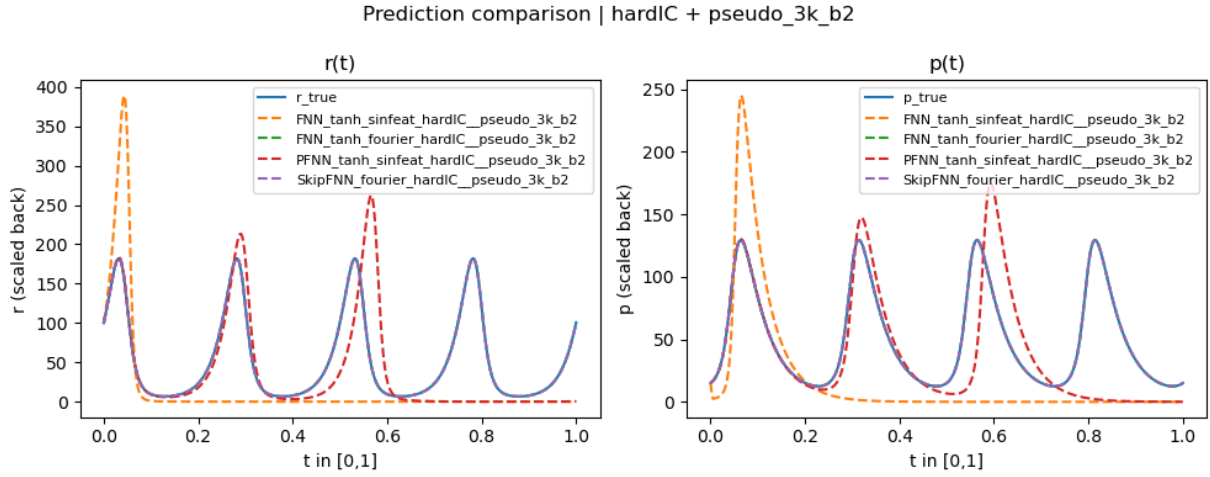 Prediction comparison | hardIC + pseudo_3k_b2
r(t)
r (scaled back)
400
350
300
250
200
150
100
50
0
r_true
FNN_tanh_sinfeat_hardIC__pseudo_3k_b2
FNN_tanh_fourier_hardIC__pseudo_3k_b2
PFNN_tanh_sinfeat_hardIC__pseudo_3k_b2
SkipFNN_fourier_hardIC__pseudo_3k_b2
0.0 0.2 0.4 0.6 0.8 1.0
t in [0,1]
p(t)
p (scaled back)
250
200
150
100
50
0
p_true
FNN_tanh_sinfeat_hardIC__pseudo_3k_b2
FNN_tanh_fourier_hardIC__pseudo_3k_b2
PFNN_tanh_sinfeat_hardIC__pseudo_3k_b2
SkipFNN_fourier_hardIC__pseudo_3k_b2
0.0 0.2 0.4 0.6 0.8 1.0
t in [0,1]